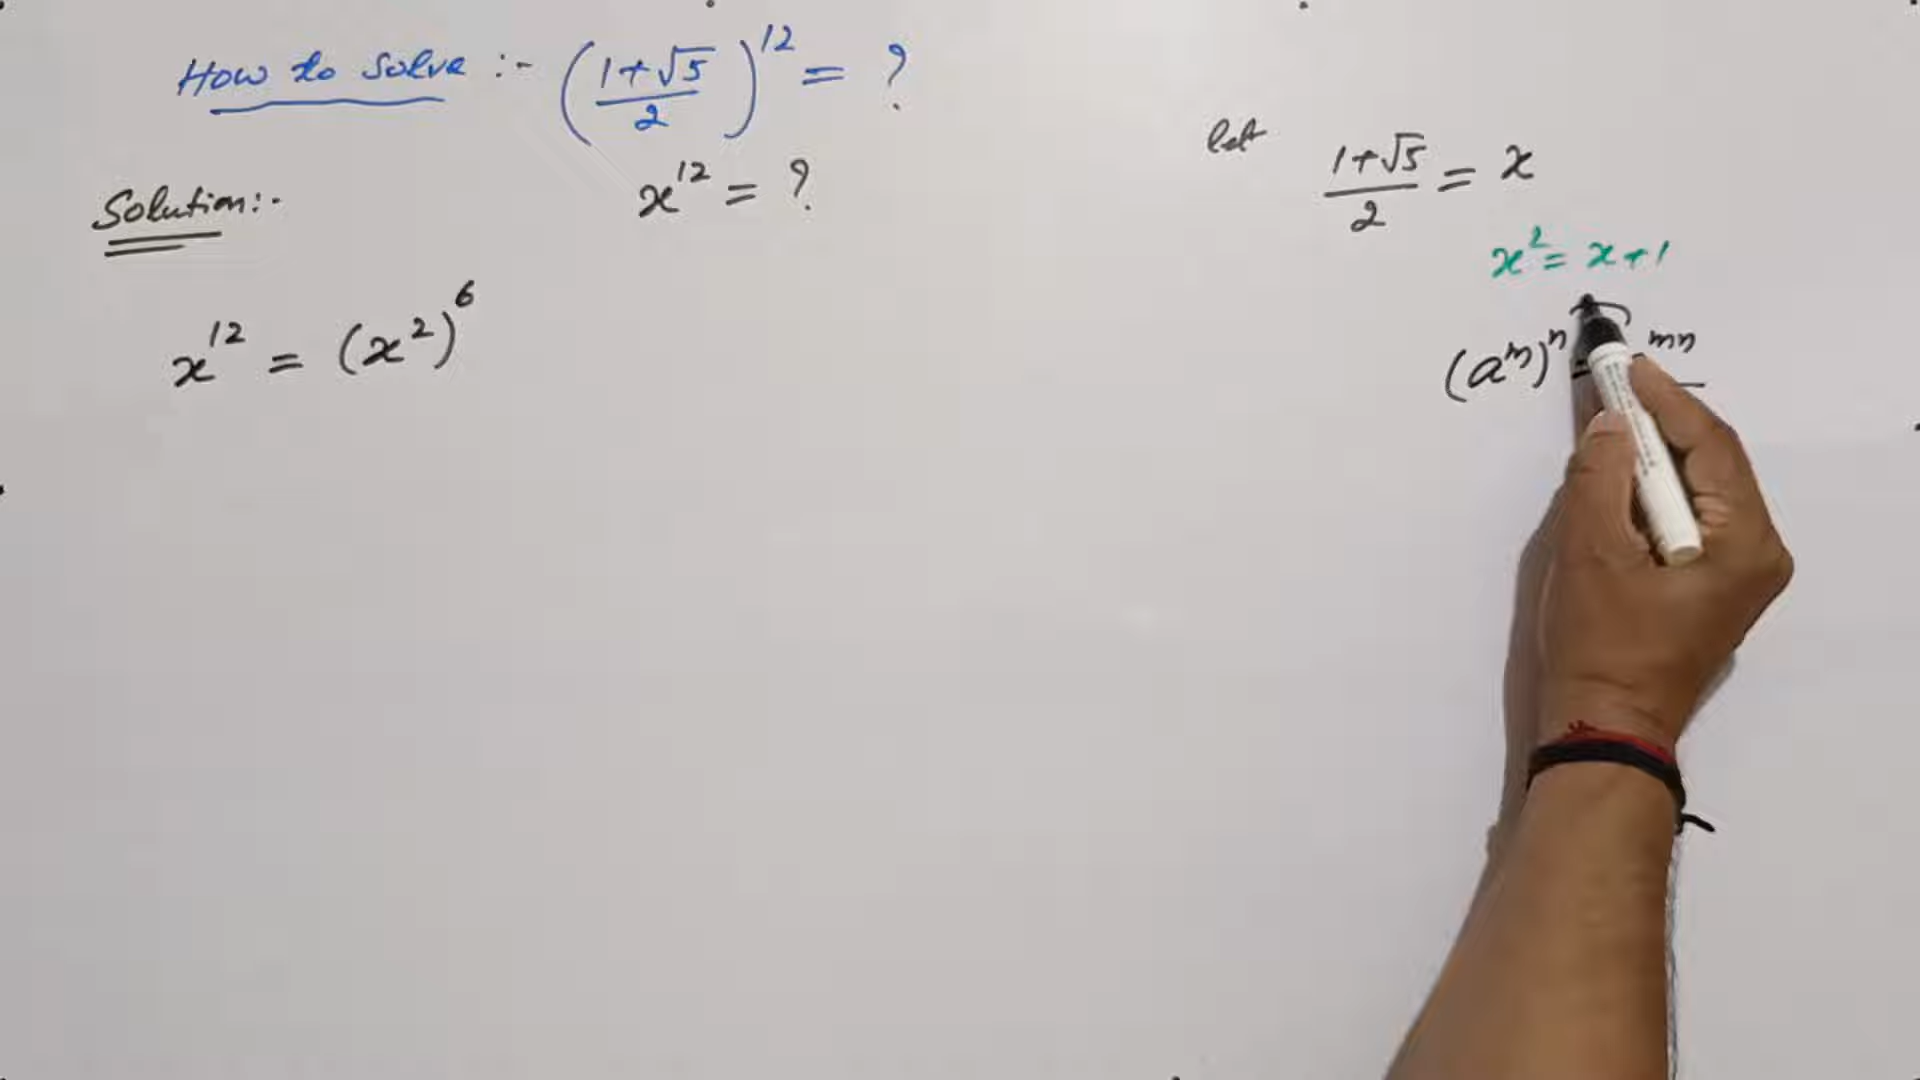 How to solve :- ((1+√5)/2)^12 = ?
let (1+√5)/2 = x
Solution:-
x^12 = ?
x^2 = x+1
x^12 = (x^2)^6
(a^m)^n = mn